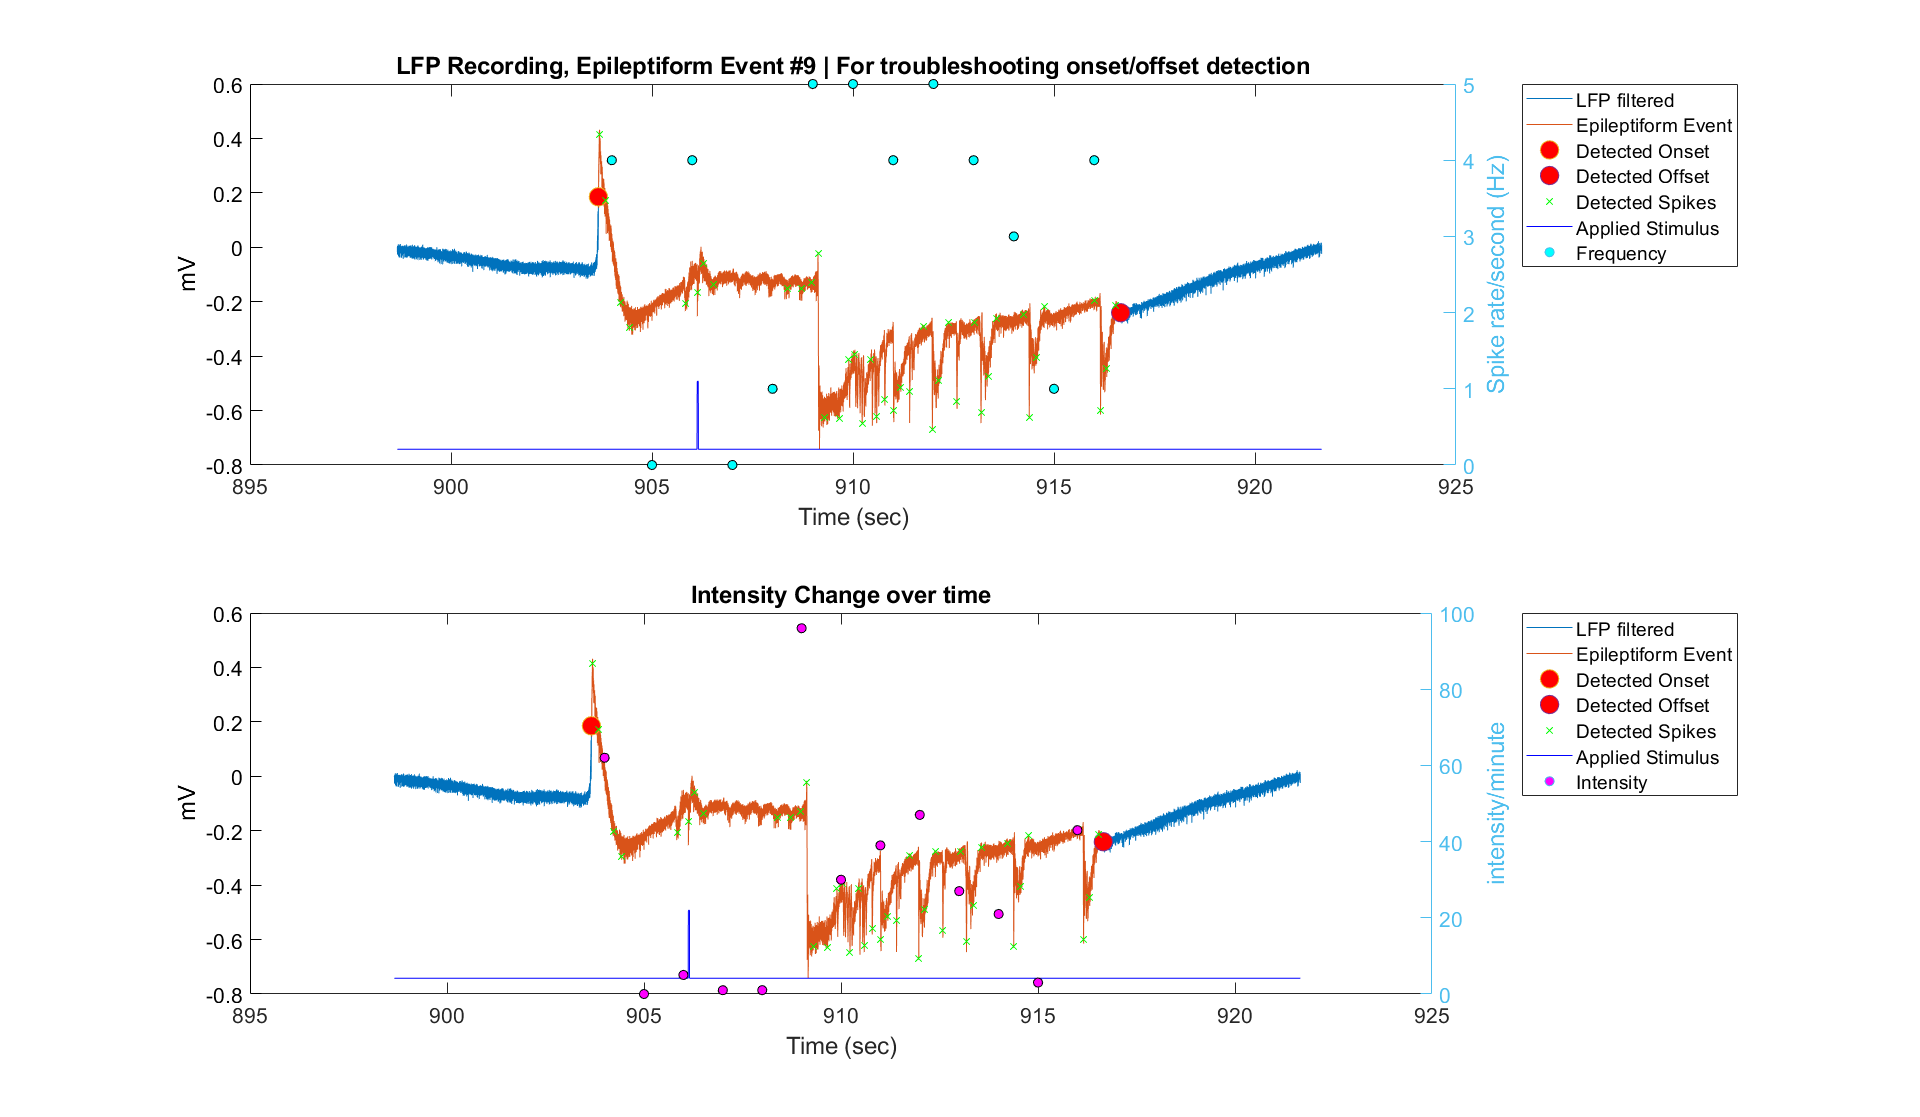 LFP Recording, Epileptiform Event #9 | For troubleshooting onset/offset detection
0.6
0.4
0.2
0
-0.2
-0.4
-0.6
-0.8
mV
895 900 905 910 915 920 925
Time (sec)
5
4
3
2
1
0
Spike rate/second (Hz)
LFP filtered
Epileptiform Event
Detected Onset
Detected Offset
Detected Spikes
Applied Stimulus
Frequency
Intensity Change over time
0.6
0.4
0.2
0
-0.2
-0.4
-0.6
-0.8
mV
895 900 905 910 915 920 925
Time (sec)
100
80
60
40
20
0
intensity/minute
LFP filtered
Epileptiform Event
Detected Onset
Detected Offset
Detected Spikes
Applied Stimulus
Intensity